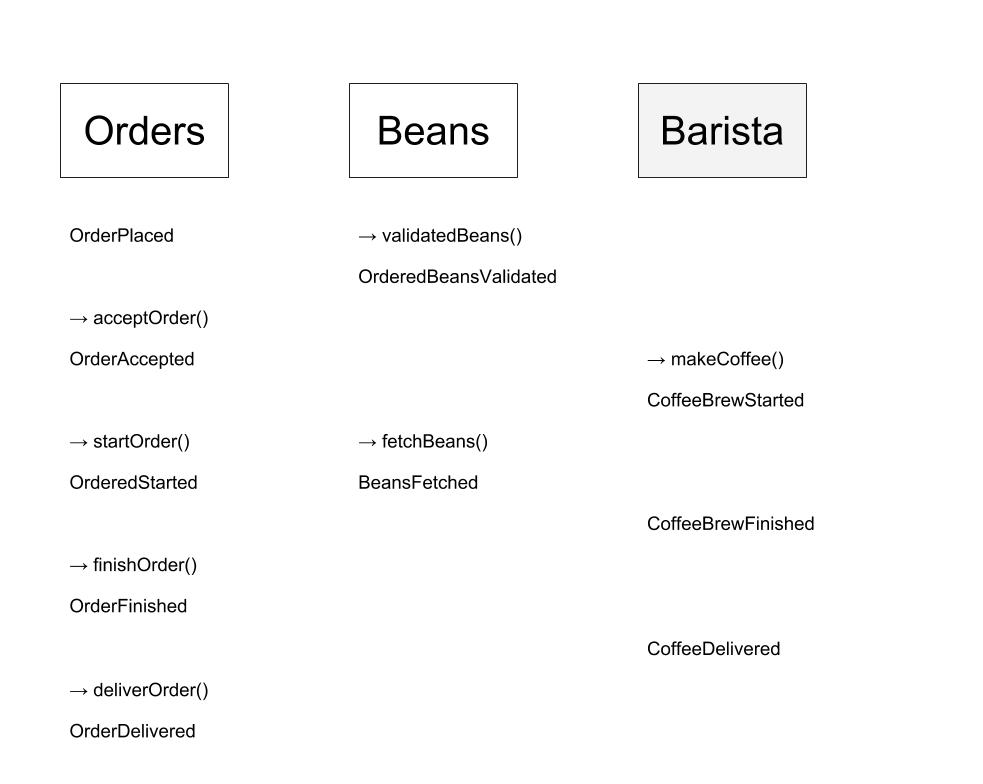 Orders
Beans
Barista
OrderPlaced
→ validatedBeans()
OrderedBeansValidated
→ acceptOrder()
OrderAccepted
→ makeCoffee()
CoffeeBrewStarted
→ startOrder()
→ fetchBeans()
OrderedStarted
BeansFetched
CoffeeBrewFinished
→ finishOrder()
OrderFinished
CoffeeDelivered
→ deliverOrder()
OrderDelivered